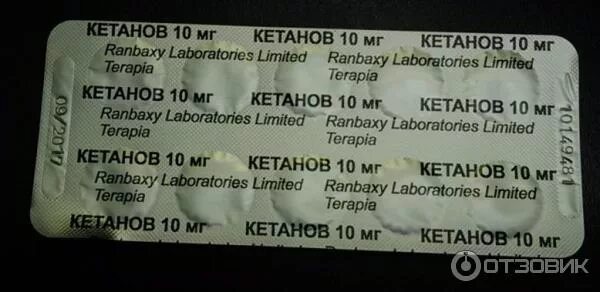 КЕТАНОВ 10 мг КЕТАНОВ 10 мг КЕТАНОВ 10 мг
Ranbaxy Laboratories Limited Ranbaxy Laboratories Limited
Terapia Terapia
КЕТАНОВ 10 мг КЕТАНОВ 10 мг КЕТАНОВ 10 мг
Ranbaxy Laboratories Limited Ranbaxy Laboratories Limited
Terapia Terapia
КЕТАНОВ 10 мг КЕТАНОВ 10 мг КЕТАНОВ 10 мг
Ranbaxy Laboratories Limited Ranbaxy Laboratories Limited
Terapia Terapia
КЕТАНОВ 10 мг КЕТАНОВ 10 мг КЕТАНОВ 10 мг
09/2017
10149481
ОТЗОВИК